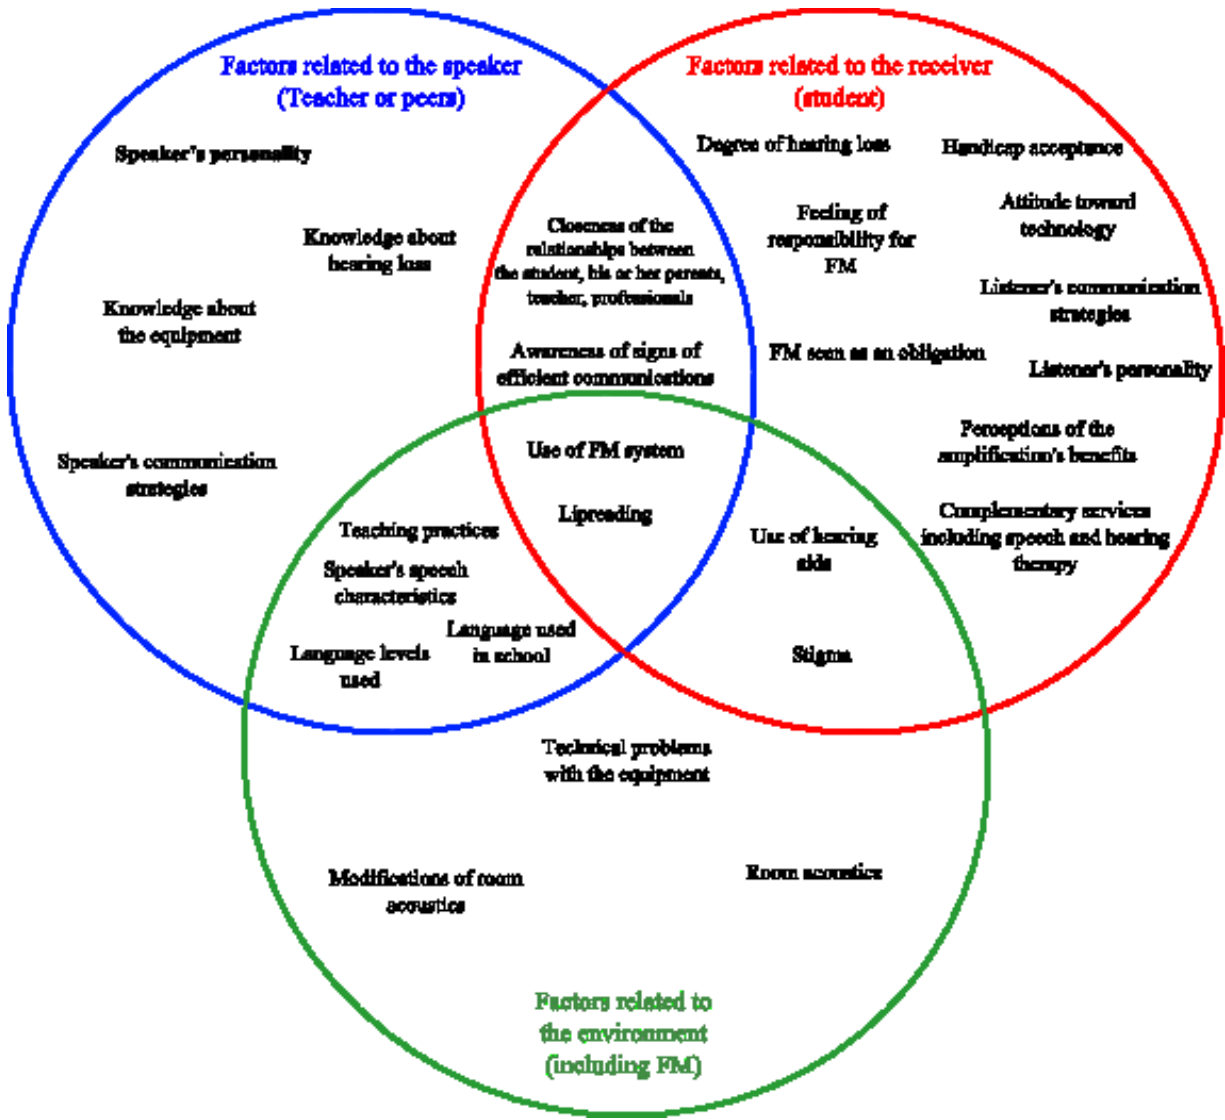 Factors related to the speaker
(Teacher or peers)
Speaker's personality
Knowledge about
hearing loss
Knowledge about
the equipment
Speaker's communication
strategies
Factors related to the receiver
(student)
Degree of hearing loss
Handicap acceptance
Feeling of
responsibility for
FM
Attitude toward
technology
Listener's communication
strategies
FM seen as an obligation
Listener's personality
Perceptions of the
amplification's benefits
Complementary services
including speech and hearing
therapy
Closeness of the
relationships between
the student, his or her parents,
teacher, professionals
Awareness of signs of
efficient communications
Use of FM system
Lipreading
Teaching practices
Speaker's speech
characteristics
Language used
in school
Language levels
used
Use of hearing
aids
Stigma
Technical problems
with the equipment
Modifications of room
acoustics
Room acoustics
Factors related to
the environment
(including FM)